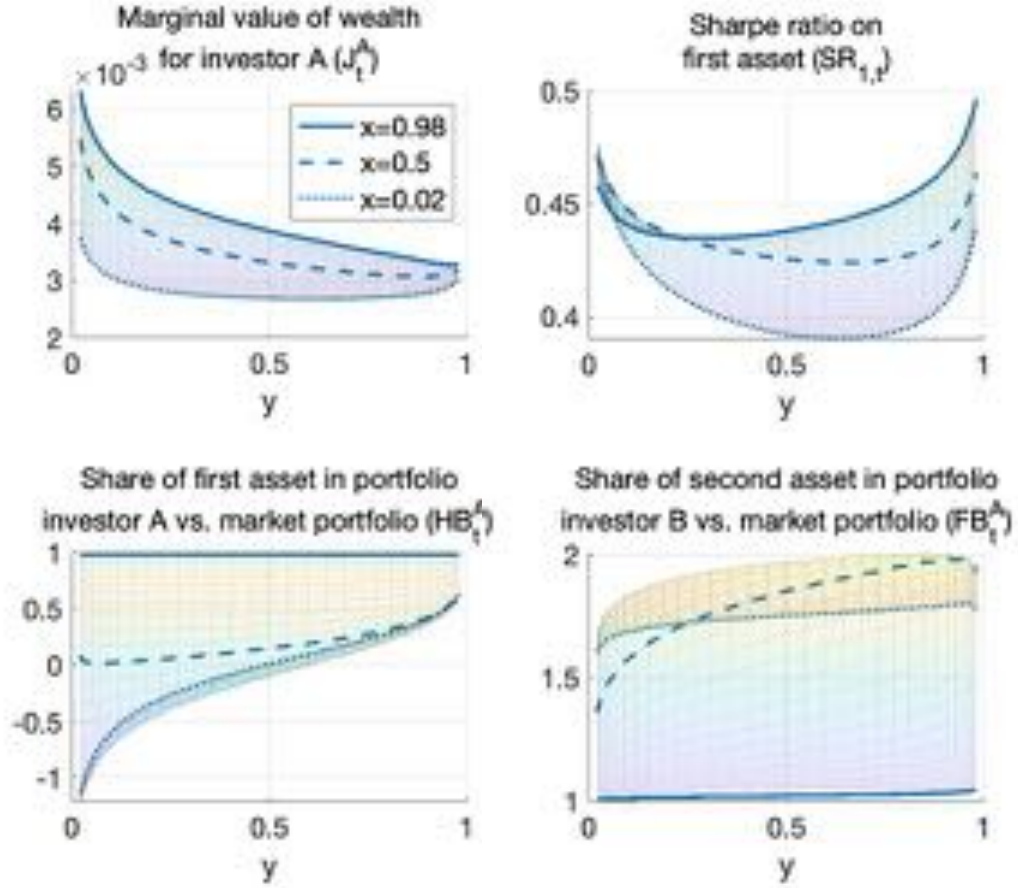 Marginal value of wealth
for investor A (J_t^A)
×10^-3
6
5
4
3
2
0
0.5
1
y
x=0.98
x=0.5
x=0.02
Sharpe ratio on
first asset (SR_1,t)
0.5
0.45
0.4
0
0.5
1
y
Share of first asset in portfolio
investor A vs. market portfolio (HB_t^A)
1
0.5
0
-0.5
-1
0
0.5
1
y
Share of second asset in portfolio
investor B vs. market portfolio (FB_t^A)
2
1.5
1
0
0.5
1
y